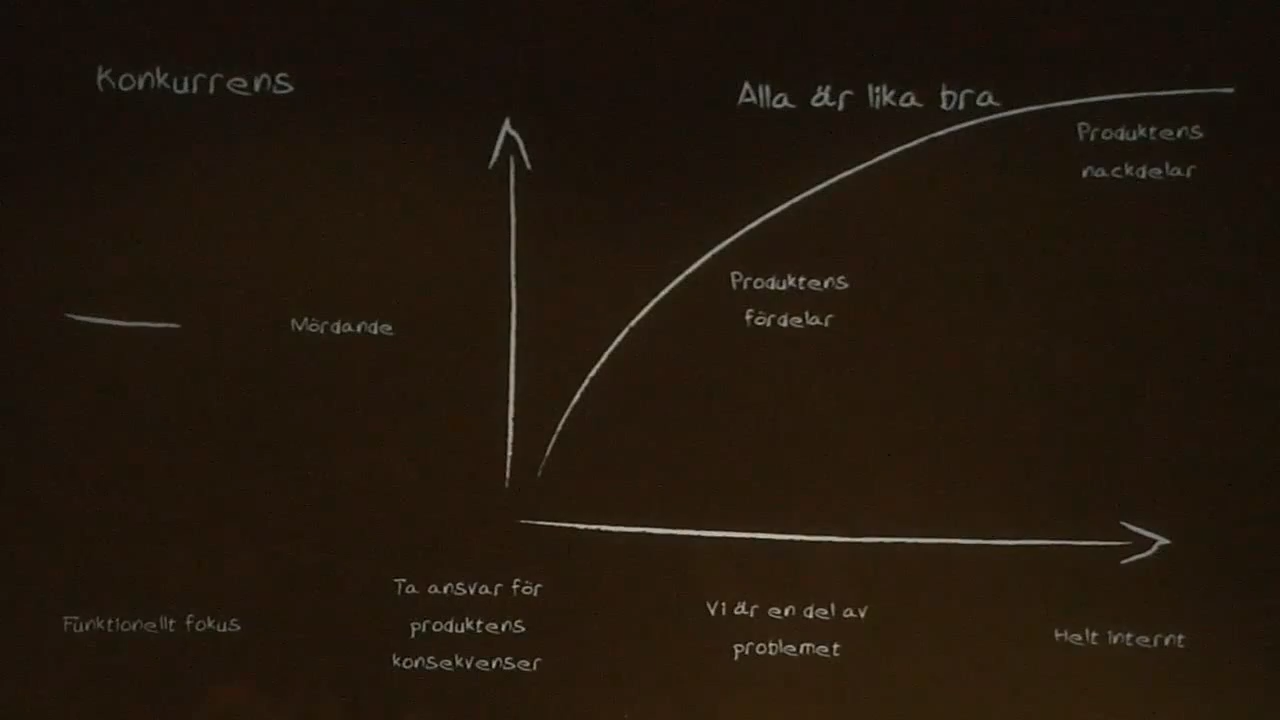 Konkurrens
Alla är lika bra
Produktens
nackdelar
Produktens
fördelar
Mördande
Funktionellt fokus
Ta ansvar för
produktens
konsekvenser
Vi är en del av
problemet
Helt internt